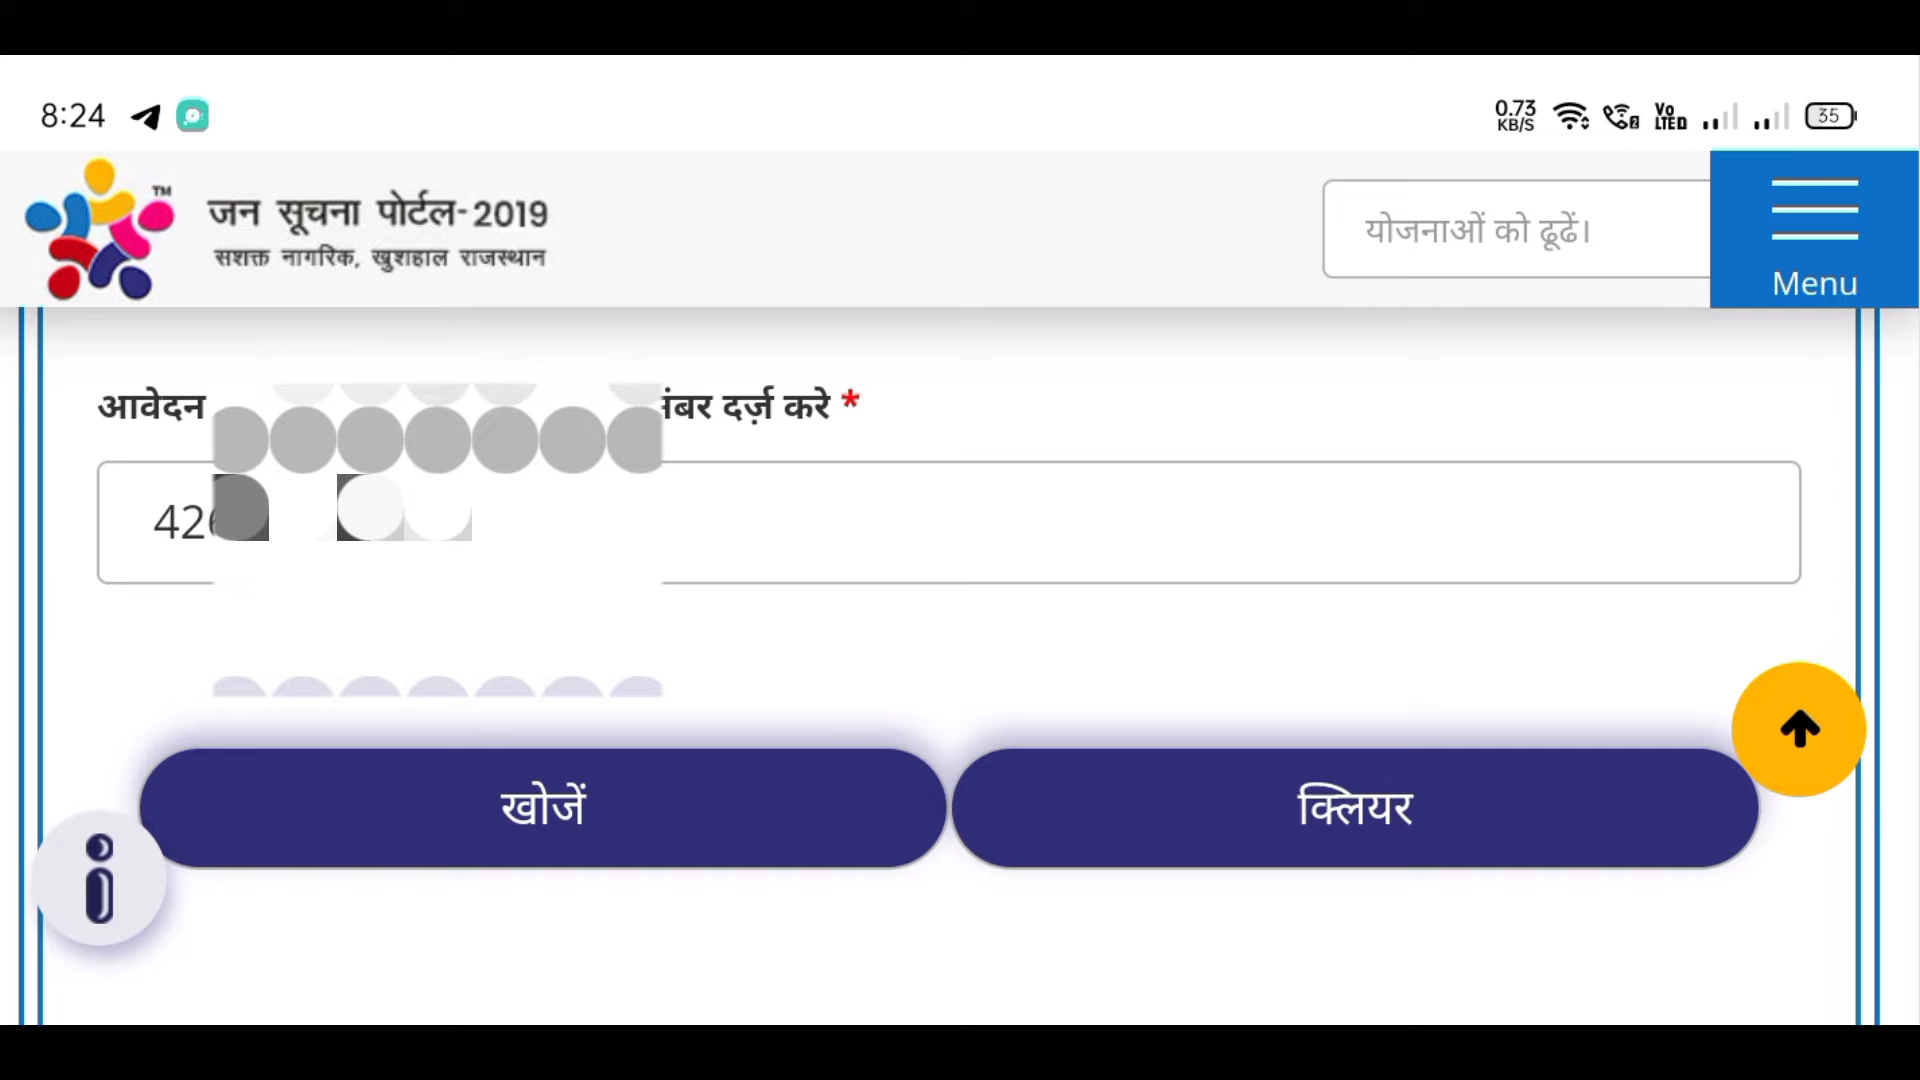 8:24
0.73
KB/S
Vo
LTE
35
TM
जन सूचना पोर्टल-2019
सशक्त नागरिक, खुशहाल राजस्थान
योजनाओं को ढूढें।
Menu
आवेदन
दर्ज़ करे *
42
खोजें
क्लियर